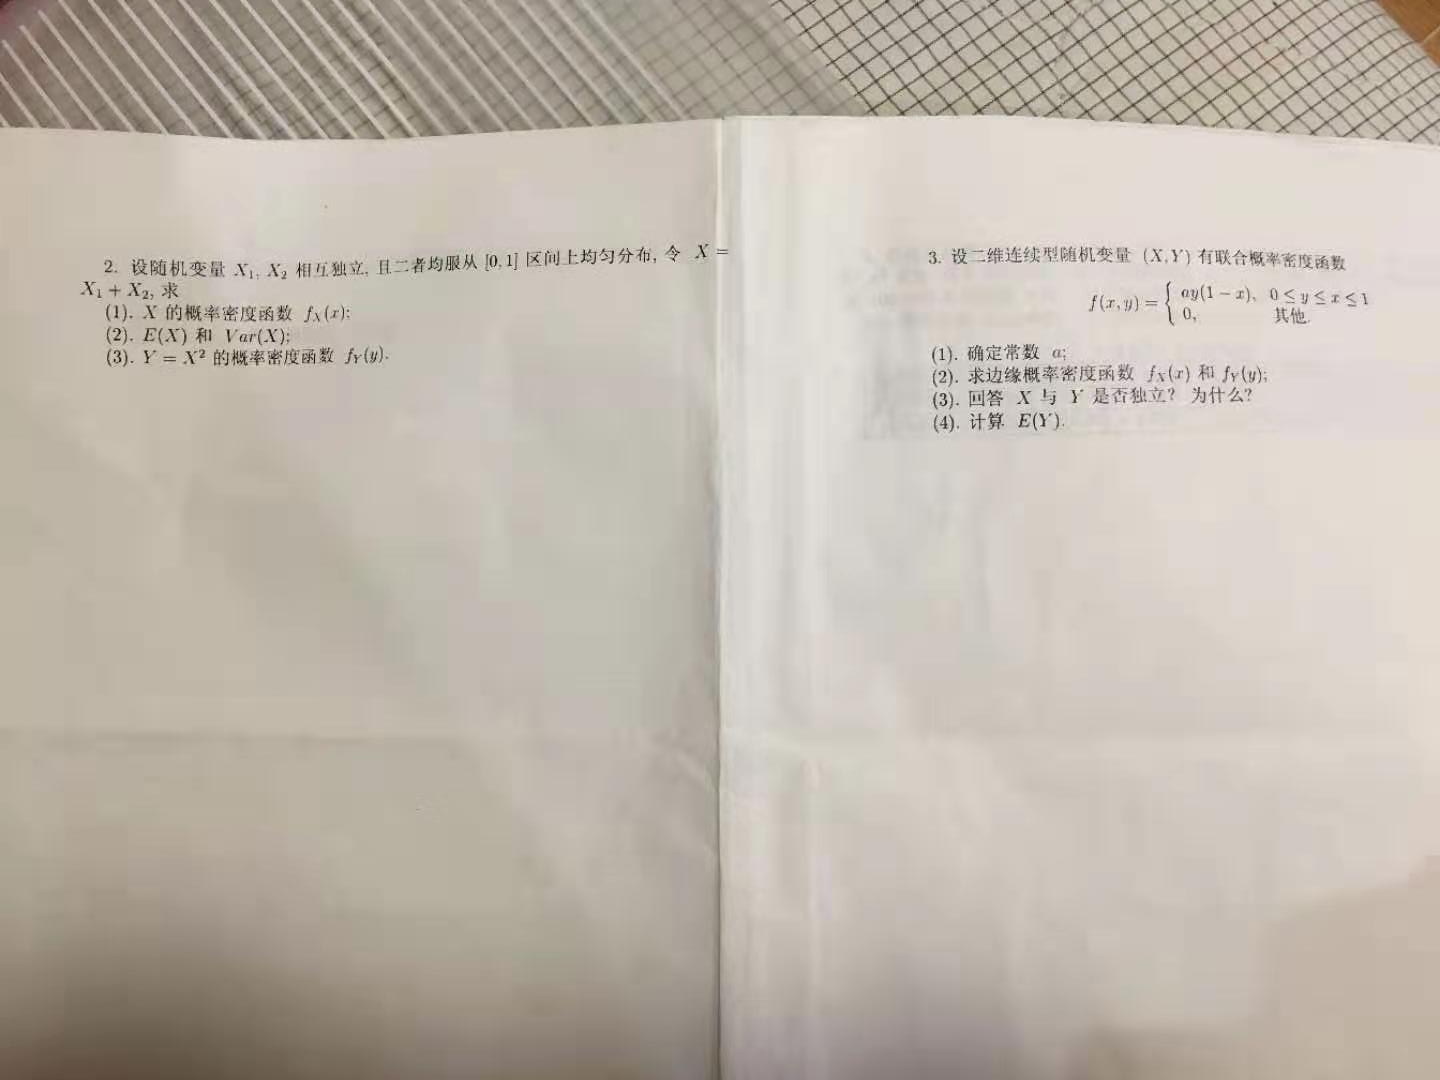 2. 设随机变量 X₁, X₂ 相互独立, 且二者均服从 [0,1] 区间上均匀分布, 令 X =
X₁ + X₂, 求
(1). X 的概率密度函数 f_X(x);
(2). E(X) 和 Var(X);
(3). Y = X² 的概率密度函数 f_Y(y).
3. 设二维连续型随机变量 (X,Y) 有联合概率密度函数
f(x,y) = { ay(1 − x), 0 ≤ y ≤ x ≤ 1
0, 其他.
(1). 确定常数 a;
(2). 求边缘概率密度函数 f_X(x) 和 f_Y(y);
(3). 回答 X 与 Y 是否独立? 为什么?
(4). 计算 E(Y).